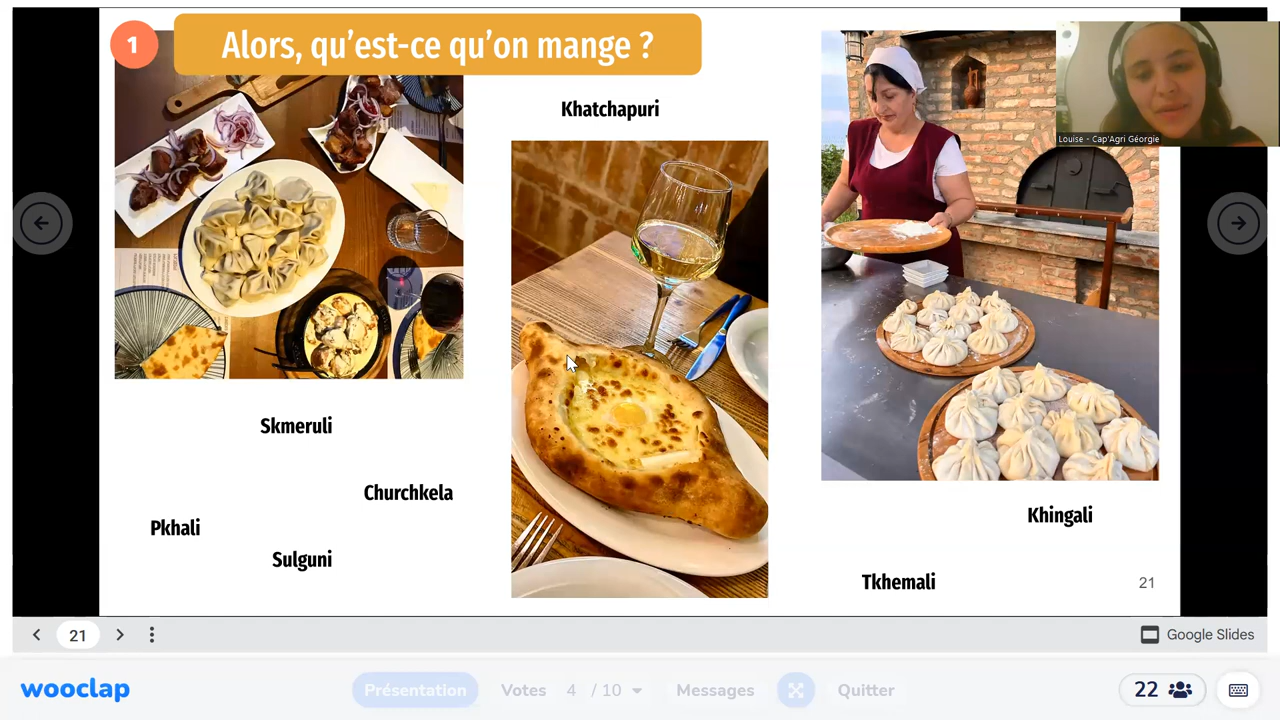 1
Alors, qu'est-ce qu'on mange ?
Khatchapuri
Louise - Cap'Agri Géorgie
Skmeruli
Churchkela
Pkhali
Sulguni
Khingali
Tkhemali
21
21
Google Slides
wooclap
Présentation
Votes 4 / 10
Messages
Quitter
22